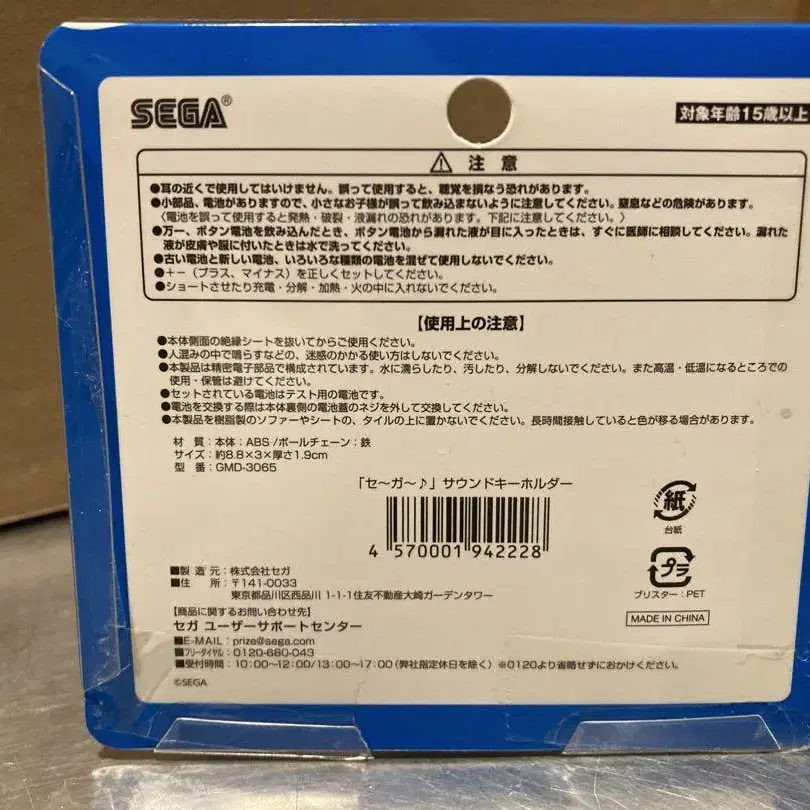 SEGA®
対象年齢15歳以上
⚠ 注意
●耳の近くで使用してはいけません。誤って使用すると、聴覚を損なう恐れがあります。
●小部品、電池がありますので、小さなお子様が誤って飲み込まないように注意してください。窒息などの危険があります。
〈電池を誤って使用すると発熱・破裂・液漏れの恐れがあります。下記に注意してください。〉
●万一、ボタン電池を飲み込んだとき、ボタン電池から漏れた液が目に入ったときは、すぐに医師に相談してください。漏れた
液が皮膚や服に付いたときは水で洗ってください。
●古い電池と新しい電池、いろいろな種類の電池を混ぜて使用しないでください。
●+−(プラス、マイナス)を正しくセットしてください。
●ショートさせたり充電・分解・加熱・火の中に入れないでください。
【使用上の注意】
●本体側面の絶縁シートを抜いてからご使用ください。
●人混みの中で鳴らすなどの、迷惑のかかる使い方はしないでください。
●本製品は精密電子部品で構成されています。水に濡らしたり、汚したり、分解しないでください。また高温・低温になるところでの
使用・保管は避けてください。
●セットされている電池はテスト用の電池です。
●電池を交換する際は本体裏側の電池蓋のネジを外して交換してください。
●本製品を樹脂製のソファーやシートの、タイルの上に置かないでください。長時間接触していると色が移る場合があります。
材 質:本体:ABS /ボールチェーン:鉄
サイズ:約8.8×3×厚さ1.9cm
型 番:GMD-3065
「セ～ガ～♪」サウンドキーホルダー
4 570001 942228
紙
台紙
プラ
ブリスター:PET
MADE IN CHINA
■製 造 元:株式会社セガ
■住 所:〒141-0033
東京都品川区西品川 1-1-1住友不動産大崎ガーデンタワー
【商品に関するお問い合わせ先】
セガ ユーザーサポートセンター
■E-MAIL:prize@sega.com
■フリーダイヤル:0120-680-043
■受付時間:10:00~12:00/13:00~17:00(弊社指定休日を除く)※0120より省略せずにおかけください。
©SEGA